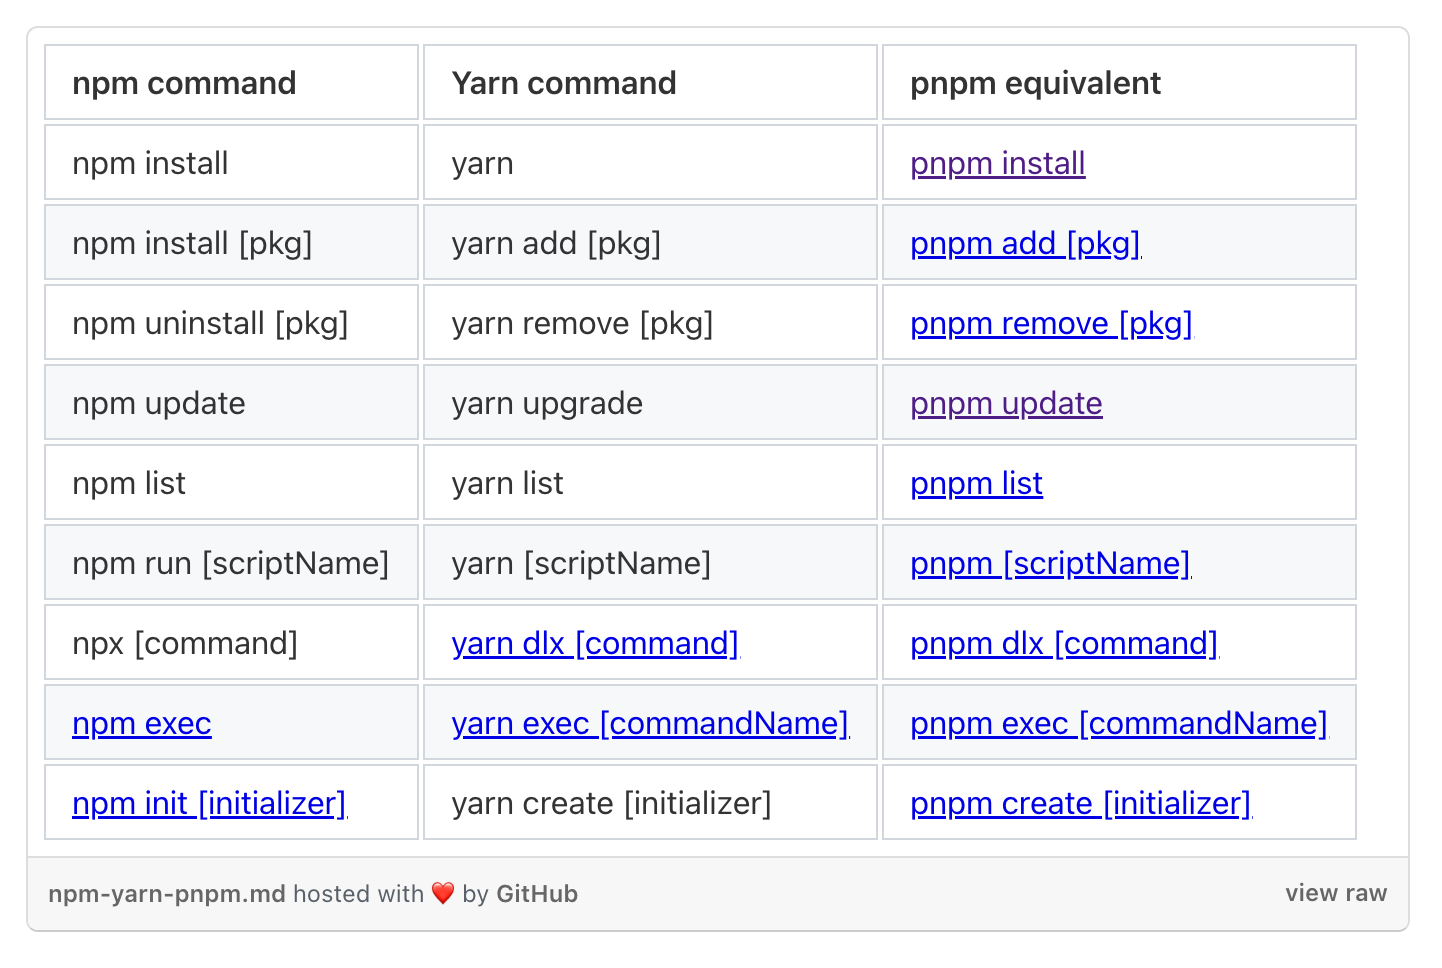 npm command Yarn command pnpm equivalent
npm install yarn pnpm install
npm install [pkg] yarn add [pkg] pnpm add [pkg]
npm uninstall [pkg] yarn remove [pkg] pnpm remove [pkg]
npm update yarn upgrade pnpm update
npm list yarn list pnpm list
npm run [scriptName] yarn [scriptName] pnpm [scriptName]
npx [command] yarn dlx [command] pnpm dlx [command]
npm exec yarn exec [commandName] pnpm exec [commandName]
npm init [initializer] yarn create [initializer] pnpm create [initializer]
npm-yarn-pnpm.md hosted with ❤️ by GitHub view raw